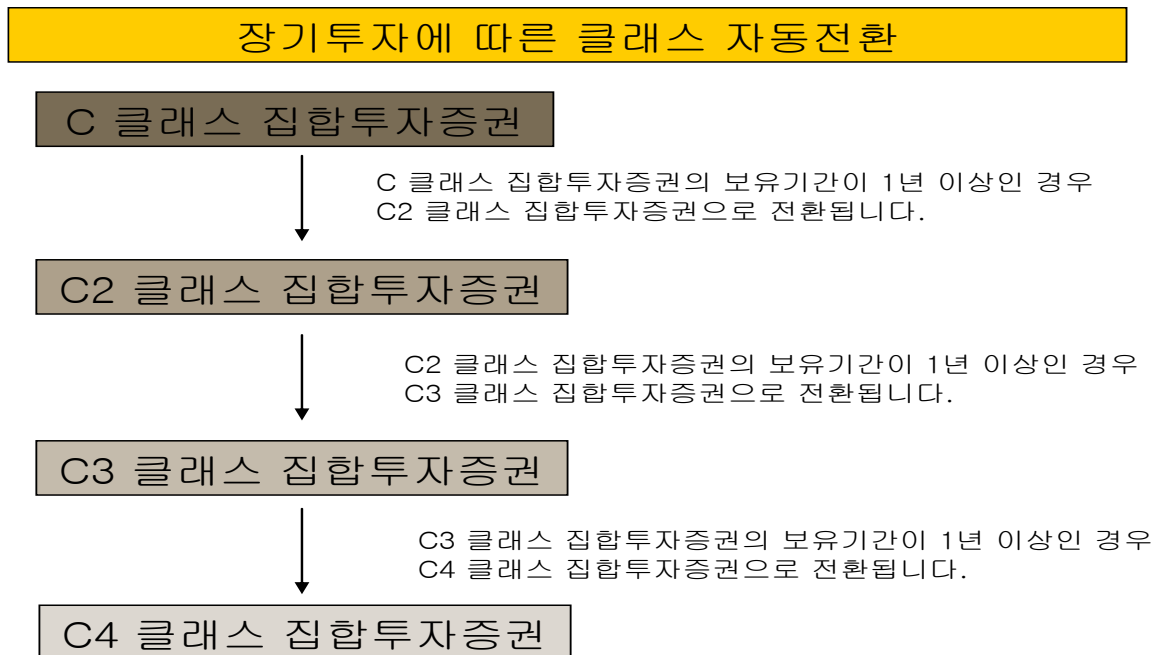 장기투자에 따른 클래스 자동전환
C 클래스 집합투자증권
C 클래스 집합투자증권의 보유기간이 1년 이상인 경우
C2 클래스 집합투자증권으로 전환됩니다.
C2 클래스 집합투자증권
C2 클래스 집합투자증권의 보유기간이 1년 이상인 경우
C3 클래스 집합투자증권으로 전환됩니다.
C3 클래스 집합투자증권
C3 클래스 집합투자증권의 보유기간이 1년 이상인 경우
C4 클래스 집합투자증권으로 전환됩니다.
C4 클래스 집합투자증권